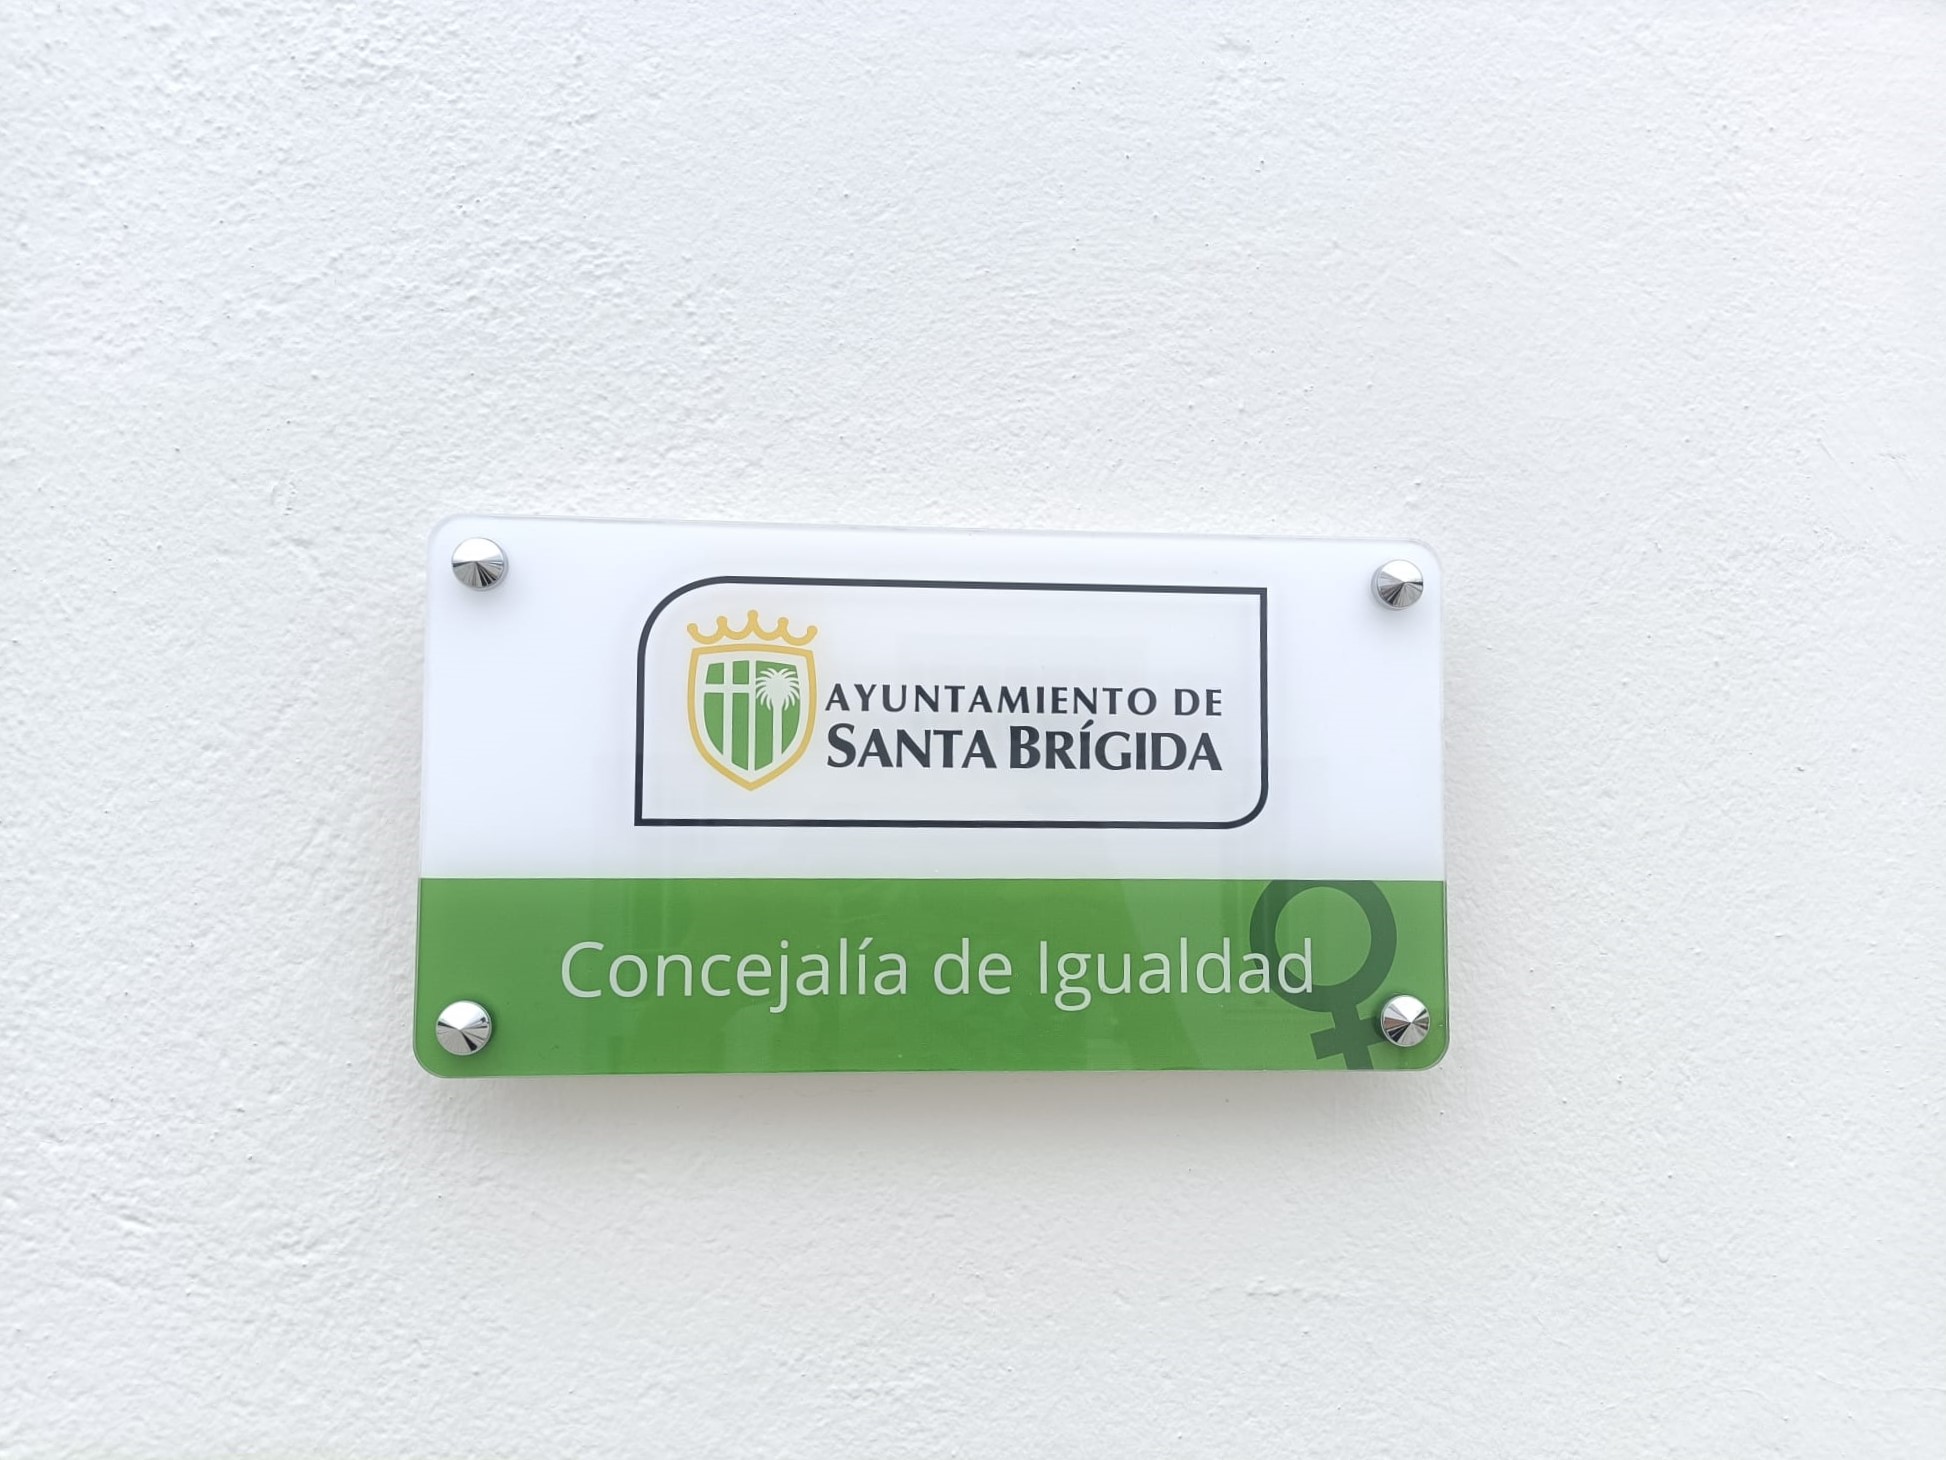 AYUNTAMIENTO DE
SANTA BRÍGIDA
Concejalía de Igualdad